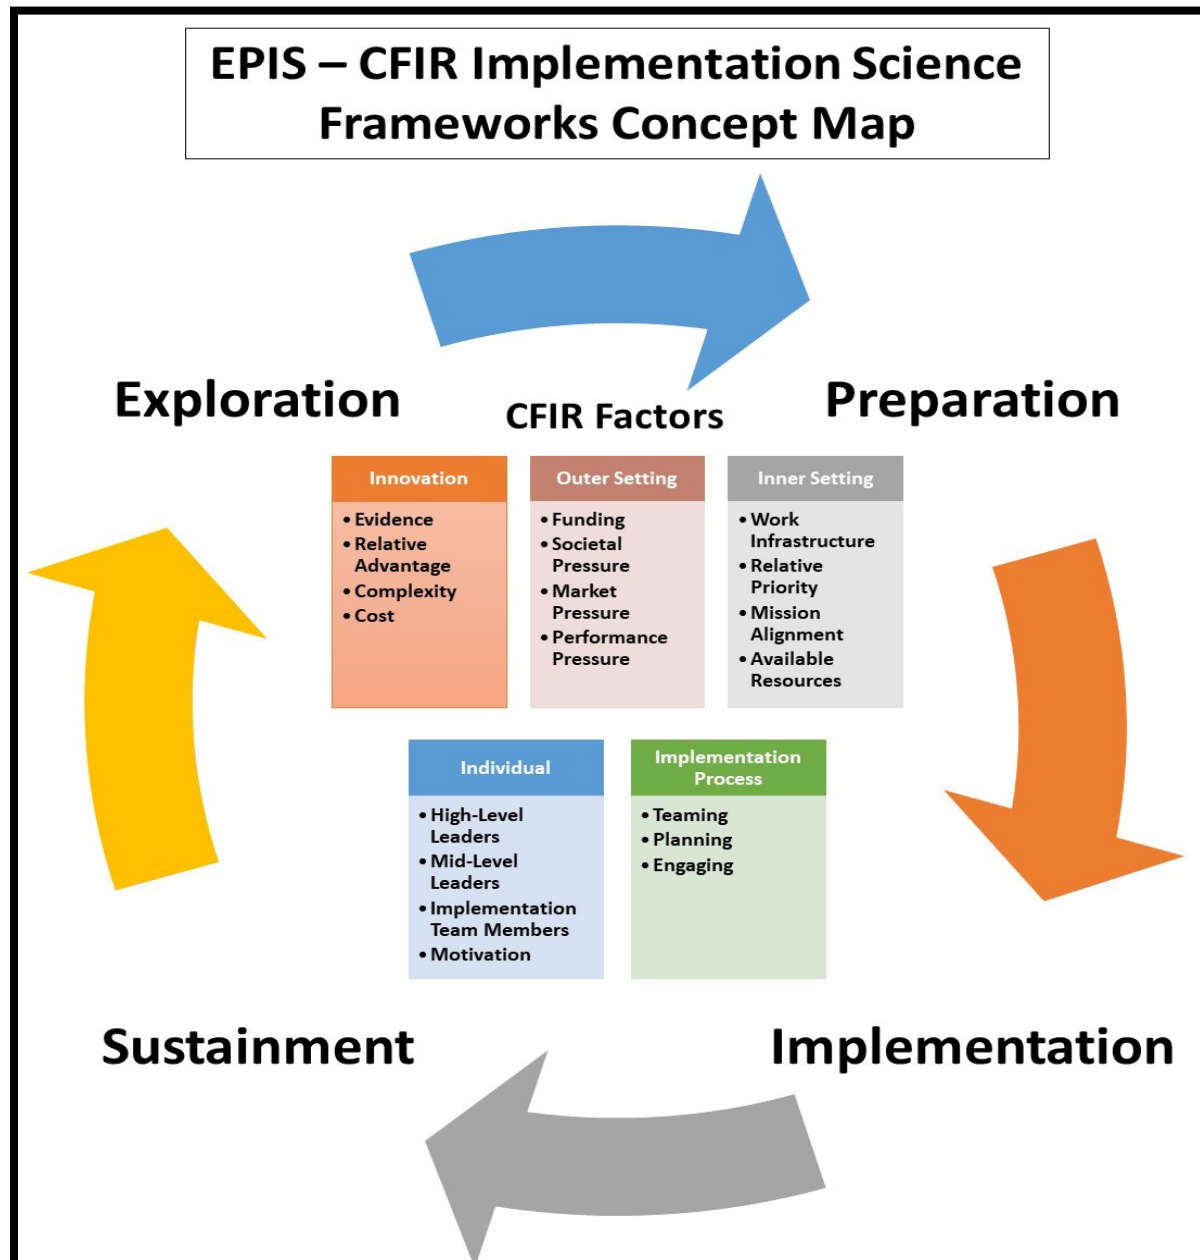 EPIS – CFIR Implementation Science
Frameworks Concept Map
Exploration
Preparation
CFIR Factors
Innovation
• Evidence
• Relative
Advantage
• Complexity
• Cost
Outer Setting
• Funding
• Societal
Pressure
• Market
Pressure
• Performance
Pressure
Inner Setting
• Work
Infrastructure
• Relative
Priority
• Mission
Alignment
• Available
Resources
Individual
• High-Level
Leaders
• Mid-Level
Leaders
• Implementation
Team Members
• Motivation
Implementation
Process
• Teaming
• Planning
• Engaging
Sustainment
Implementation